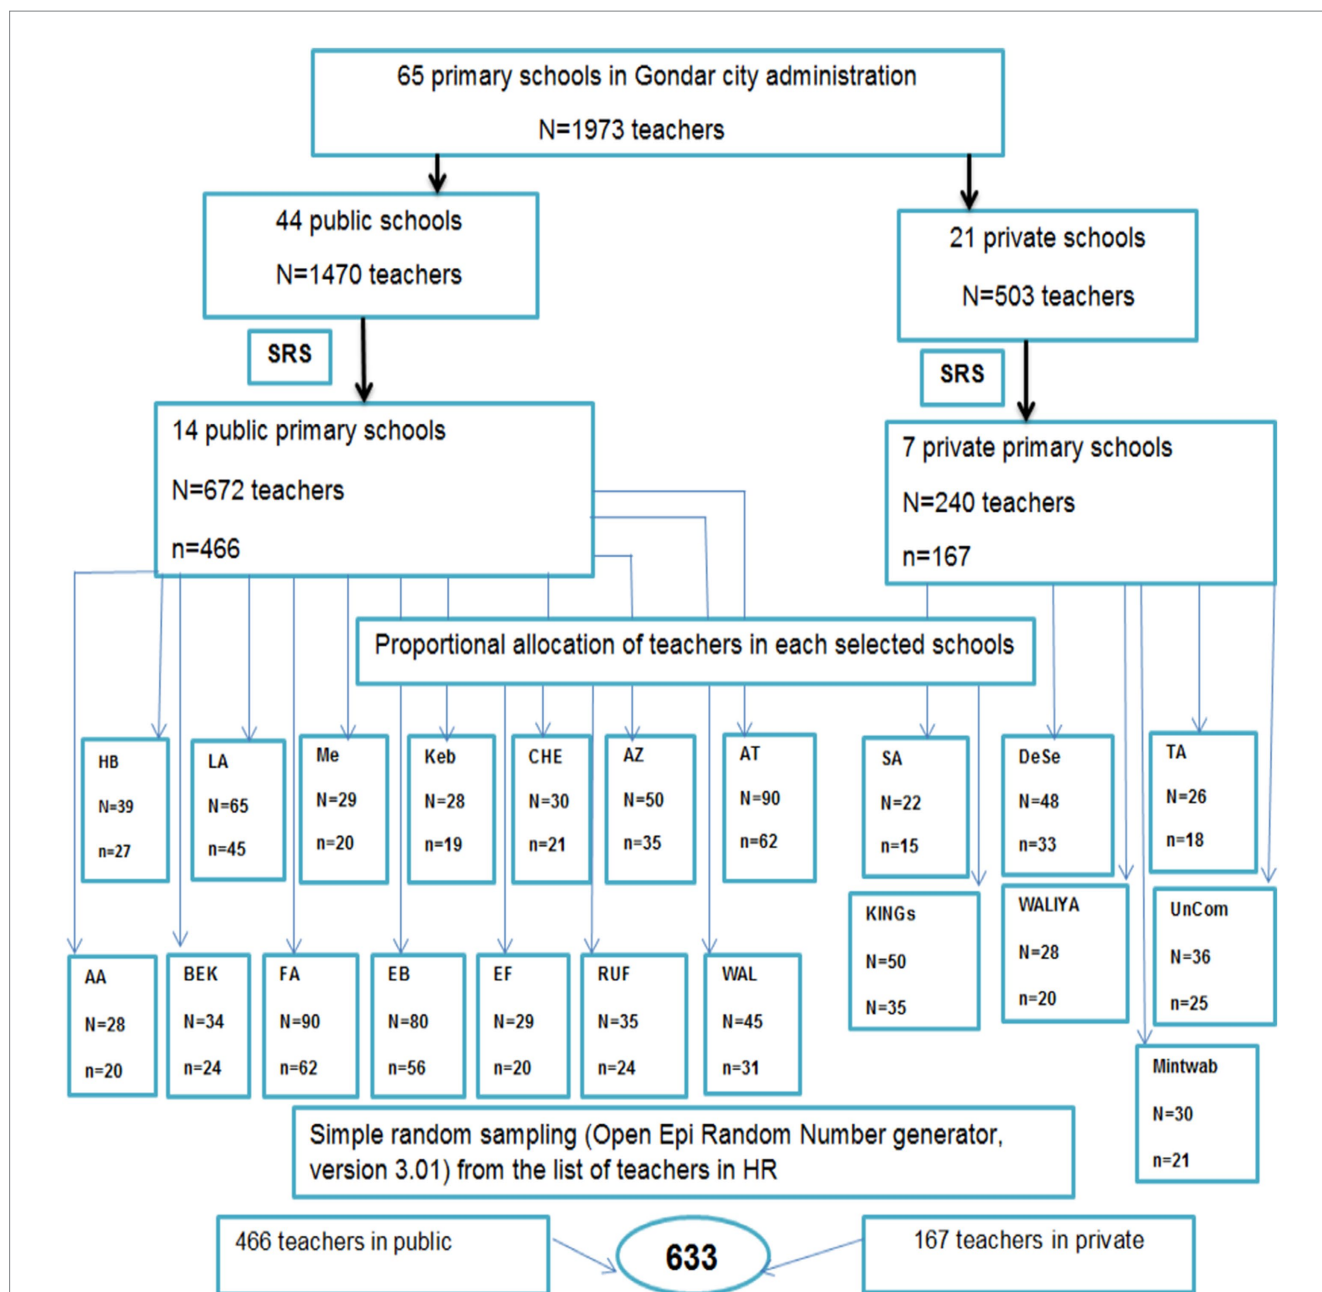 65 primary schools in Gondar city administration
N=1973 teachers
44 public schools
N=1470 teachers
21 private schools
N=503 teachers
SRS
SRS
14 public primary schools
N=672 teachers
n=466
7 private primary schools
N=240 teachers
n=167
Proportional allocation of teachers in each selected schools
HB
N=39
n=27
LA
N=65
n=45
Me
N=29
n=20
Keb
N=28
n=19
CHE
N=30
n=21
AZ
N=50
n=35
AT
N=90
n=62
SA
N=22
n=15
DeSe
N=48
n=33
TA
N=26
n=18
KINGs
N=50
n=35
WALIYA
N=28
n=20
UnCom
N=36
n=25
AA
N=28
n=20
BEK
N=34
n=24
FA
N=90
n=62
EB
N=80
n=56
EF
N=29
n=20
RUF
N=35
n=24
WAL
N=45
n=31
Mintwab
N=30
n=21
Simple random sampling (Open Epi Random Number generator,
version 3.01) from the list of teachers in HR
466 teachers in public
633
167 teachers in private